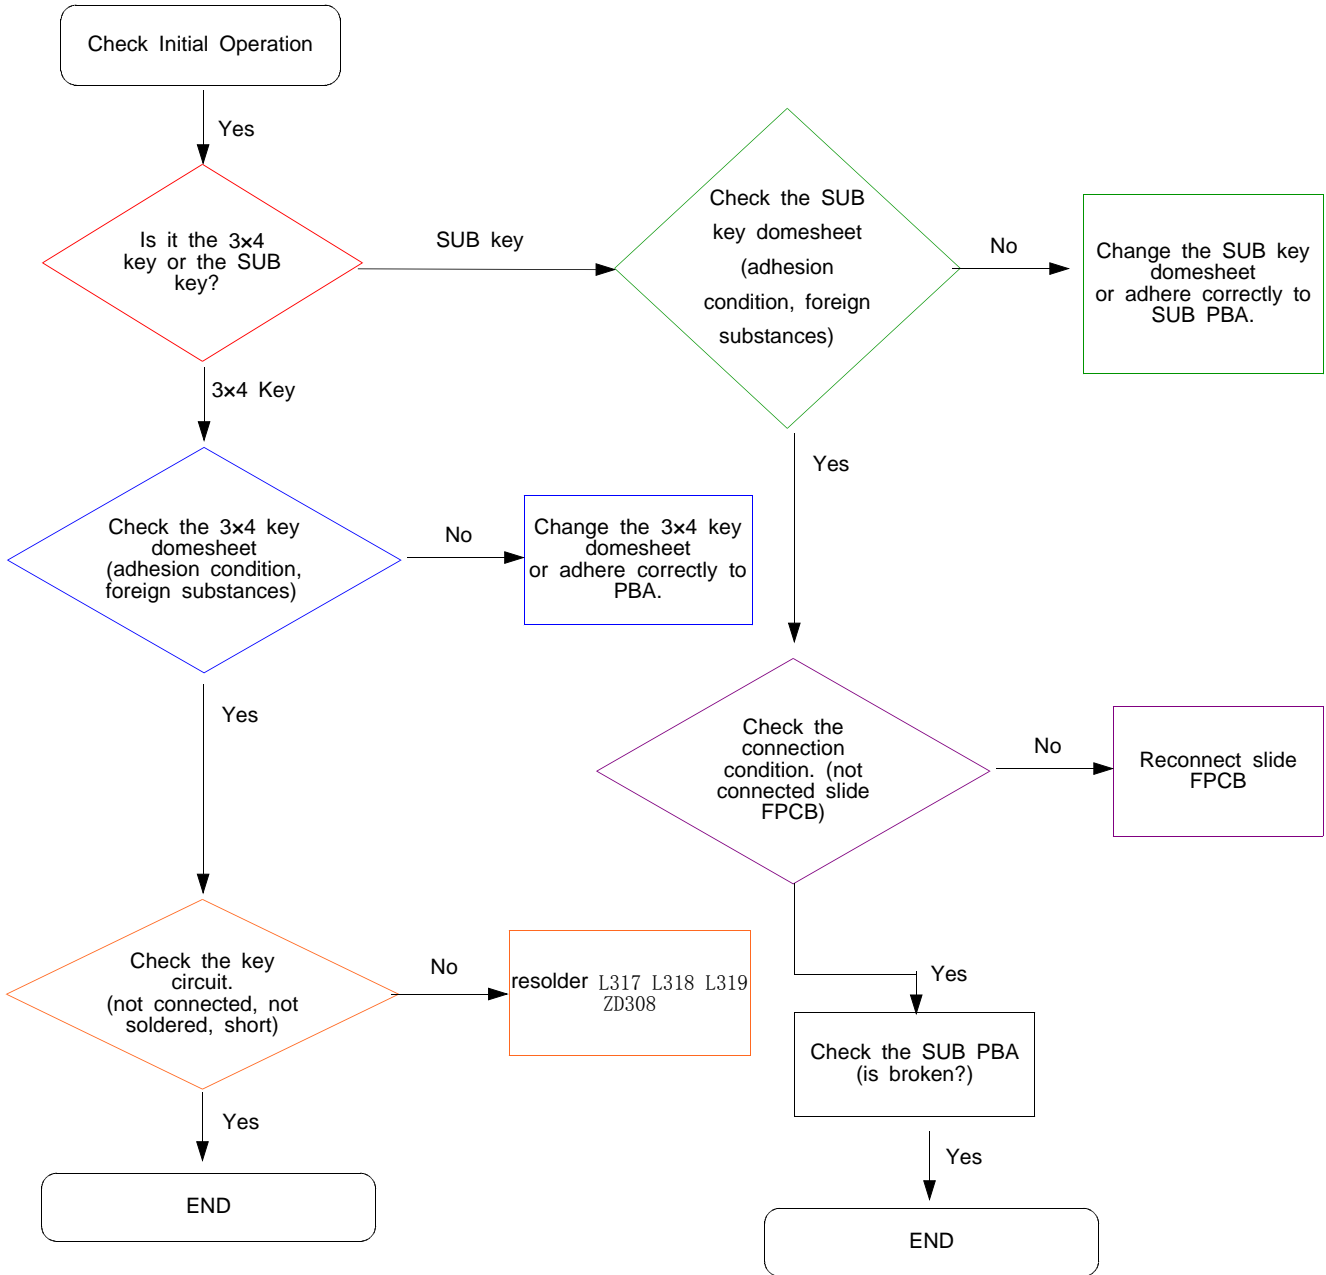 Check Initial Operation
Yes
Is it the 3×4
key or the SUB
key?
SUB key
Check the SUB
key domesheet
(adhesion
condition, foreign
substances)
No
Change the SUB key
domesheet
or adhere correctly to
SUB PBA.
3×4 Key
Yes
Check the 3×4 key
domesheet
(adhesion condition,
foreign substances)
No
Change the 3×4 key
domesheet
or adhere correctly to
PBA.
Yes
Check the
connection
condition. (not
connected slide
FPCB)
No
Reconnect slide
FPCB
Check the key
circuit.
(not connected, not
soldered, short)
No
resolder L317 L318 L319
ZD308
Yes
Check the SUB PBA
(is broken?)
Yes
Yes
END
END